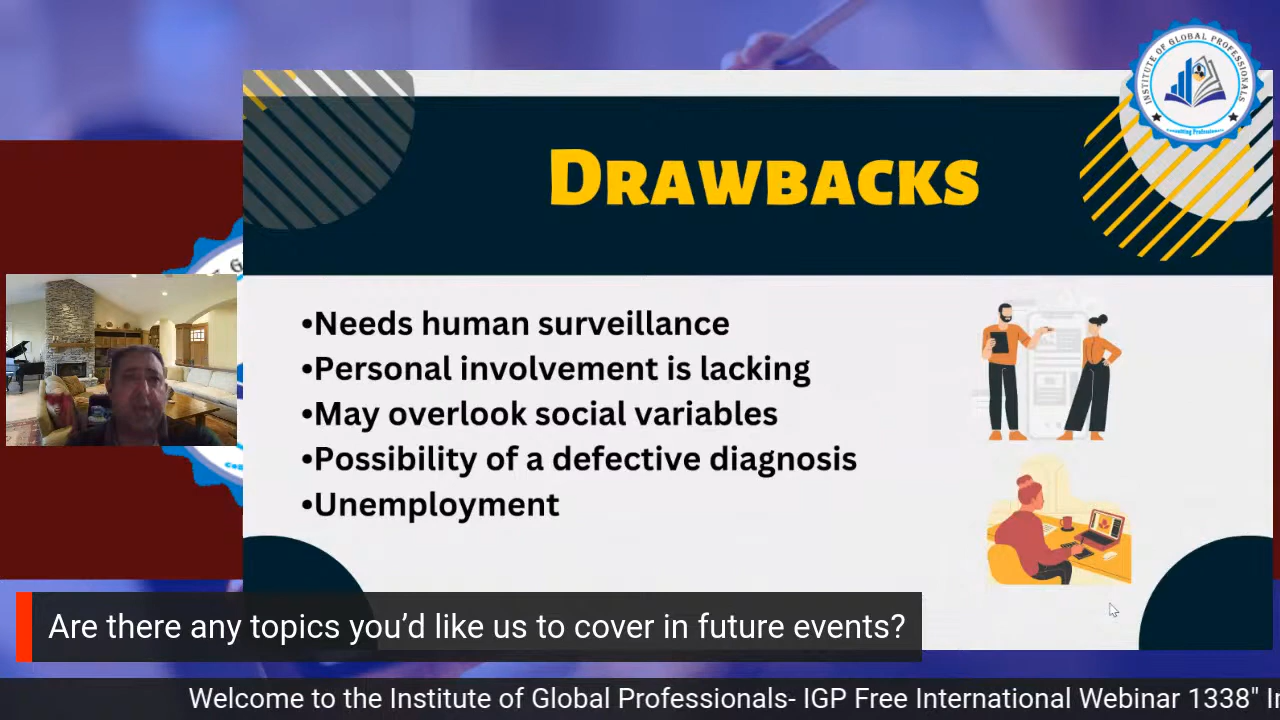 INSTITUTE OF GLOBAL PROFESSIONALS
Connecting Professionals
DRAWBACKS
•Needs human surveillance
•Personal involvement is lacking
•May overlook social variables
•Possibility of a defective diagnosis
•Unemployment
Are there any topics you’d like us to cover in future events?
Welcome to the Institute of Global Professionals- IGP Free International Webinar 1338" I